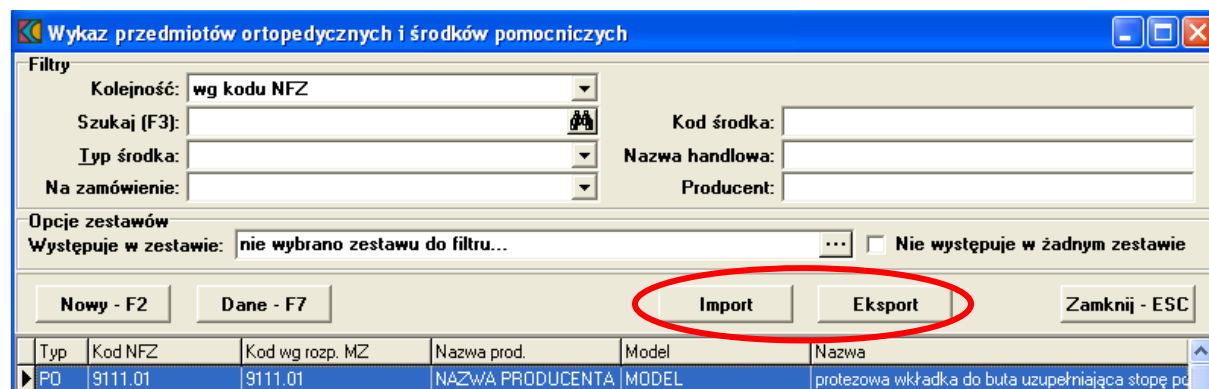 Wykaz przedmiotów ortopedycznych i środków pomocniczych
Filtry
Kolejność: wg kodu NFZ
Szukaj (F3): Kod środka:
Typ środka: Nazwa handlowa:
Na zamówienie: Producent:
Opcje zestawów
Występuje w zestawie: nie wybrano zestawu do filtru... ... Nie występuje w żadnym zestawie
Nowy - F2 Dane - F7 Import Eksport Zamknij - ESC
Typ Kod NFZ Kod wg rozp. MZ Nazwa prod. Model Nazwa
PO 9111.01 9111.01 NAZWA PRODUCENTA MODEL protezowa wkładka do buta uzupełniająca stopę po